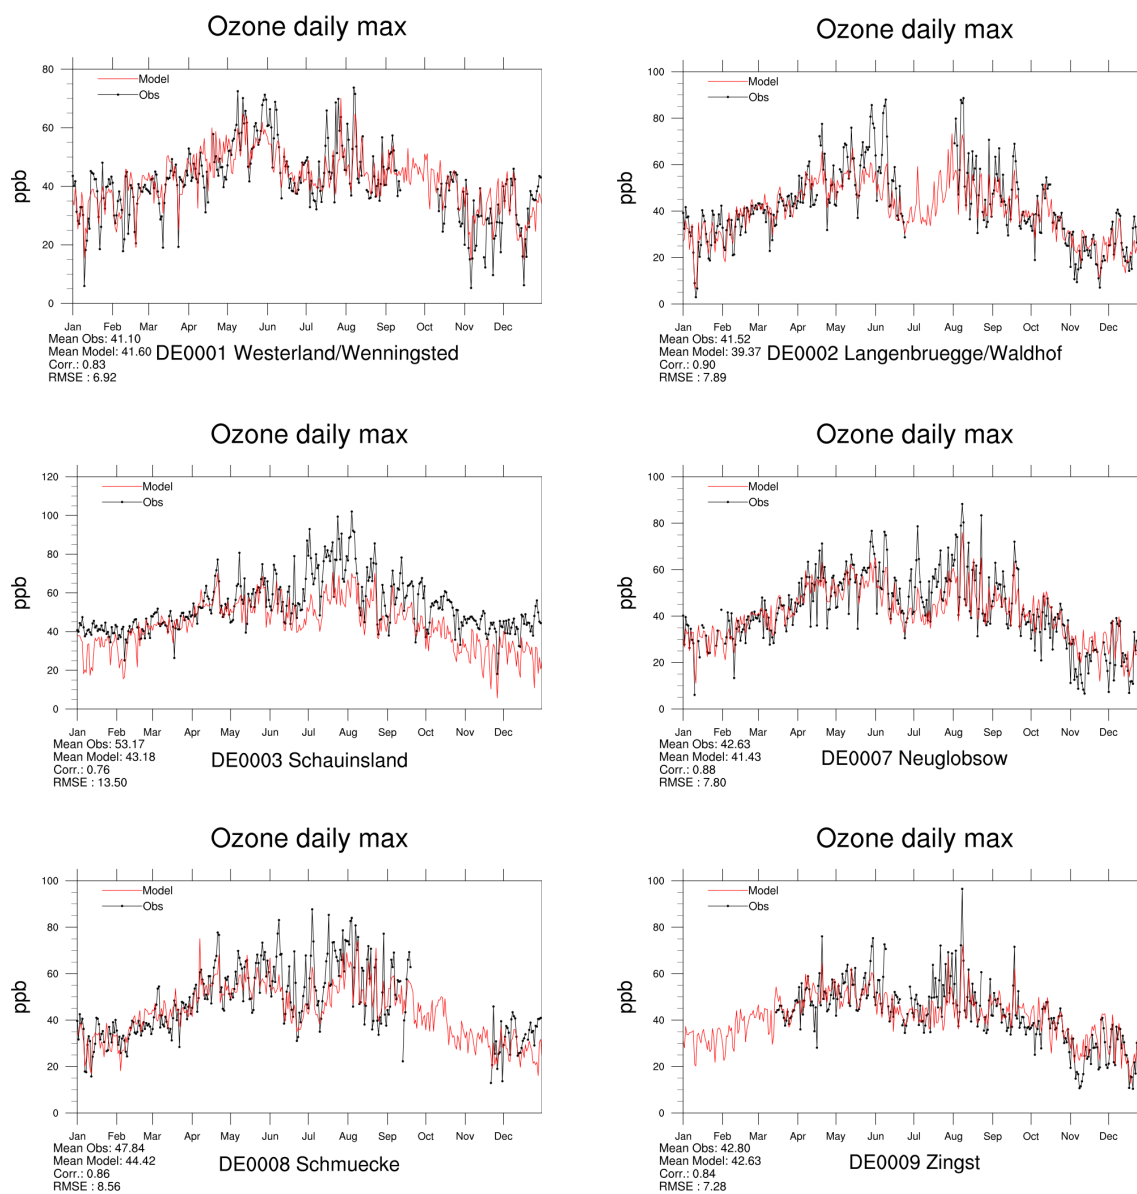 Ozone daily max
80
60
40
20
0
ppb
Model
Obs
Jan Feb Mar Apr May Jun Jul Aug Sep Oct Nov Dec
Mean Obs: 41.10
Mean Model: 41.60
Corr.: 0.83
RMSE : 6.92
DE0001 Westerland/Wenningsted
Ozone daily max
100
80
60
40
20
0
ppb
Model
Obs
Jan Feb Mar Apr May Jun Jul Aug Sep Oct Nov Dec
Mean Obs: 41.52
Mean Model: 39.37
Corr.: 0.90
RMSE : 7.89
DE0002 Langenbruegge/Waldhof
Ozone daily max
120
100
80
60
40
20
0
ppb
Model
Obs
Jan Feb Mar Apr May Jun Jul Aug Sep Oct Nov Dec
Mean Obs: 53.17
Mean Model: 43.18
Corr.: 0.76
RMSE : 13.50
DE0003 Schauinsland
Ozone daily max
100
80
60
40
20
0
ppb
Model
Obs
Jan Feb Mar Apr May Jun Jul Aug Sep Oct Nov Dec
Mean Obs: 42.63
Mean Model: 41.43
Corr.: 0.88
RMSE : 7.80
DE0007 Neuglobsow
Ozone daily max
100
80
60
40
20
0
ppb
Model
Obs
Jan Feb Mar Apr May Jun Jul Aug Sep Oct Nov Dec
Mean Obs: 47.84
Mean Model: 44.42
Corr.: 0.86
RMSE : 8.56
DE0008 Schmuecke
Ozone daily max
100
80
60
40
20
0
ppb
Model
Obs
Jan Feb Mar Apr May Jun Jul Aug Sep Oct Nov Dec
Mean Obs: 42.80
Mean Model: 42.63
Corr.: 0.84
RMSE : 7.28
DE0009 Zingst